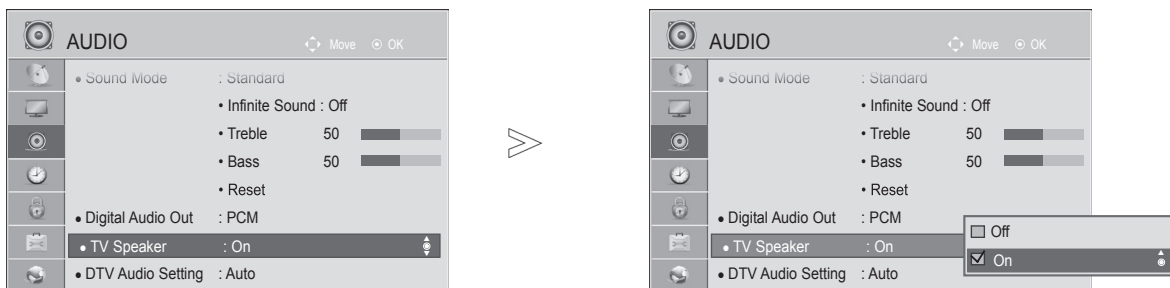 AUDIO
Move OK
• Sound Mode : Standard
• Infinite Sound : Off
• Treble 50
• Bass 50
• Reset
• Digital Audio Out : PCM
• TV Speaker : On
• DTV Audio Setting : Auto
AUDIO
Move OK
• Sound Mode : Standard
• Infinite Sound : Off
• Treble 50
• Bass 50
• Reset
• Digital Audio Out : PCM
• TV Speaker : On
• DTV Audio Setting : Auto
Off
On